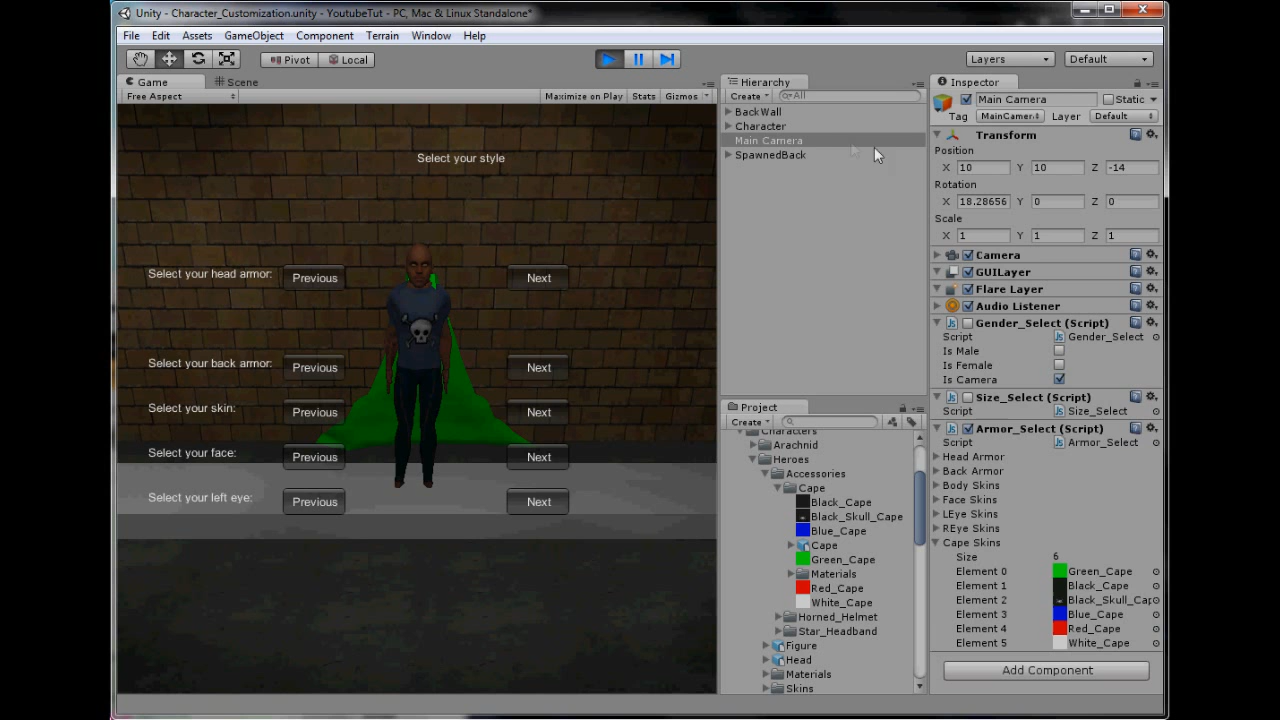 Unity - Character_Customization.unity - YoutubeTut - PC, Mac & Linux Standalone*
File Edit Assets GameObject Component Terrain Window Help
Pivot Local Layers Default
Game Scene
Free Aspect Maximize on Play Stats Gizmos
Select your style
Select your head armor: Previous Next
Select your back armor: Previous Next
Select your skin: Previous Next
Select your face: Previous Next
Select your left eye: Previous Next
Hierarchy
Create All
BackWall
Character
Main Camera
SpawnedBack
Project
Create
Characters
Arachnid
Heroes
Accessories
Cape
Black_Cape
Black_Skull_Cape
Blue_Cape
Cape
Green_Cape
Materials
Red_Cape
White_Cape
Horned_Helmet
Star_Headband
Figure
Head
Materials
Skins
Inspector
Main Camera Static
Tag MainCamer Layer Default
Transform
Position
X 10 Y 10 Z -14
Rotation
X 18.28656 Y 0 Z 0
Scale
X 1 Y 1 Z 1
Camera
GUILayer
Flare Layer
Audio Listener
Gender_Select (Script)
Script Gender_Select
Is Male
Is Female
Is Camera
Size_Select (Script)
Script Size_Select
Armor_Select (Script)
Script Armor_Select
Head Armor
Back Armor
Body Skins
Face Skins
LEye Skins
REye Skins
Cape Skins
Size 6
Element 0 Green_Cape
Element 1 Black_Cape
Element 2 Black_Skull_Cap
Element 3 Blue_Cape
Element 4 Red_Cape
Element 5 White_Cape
Add Component